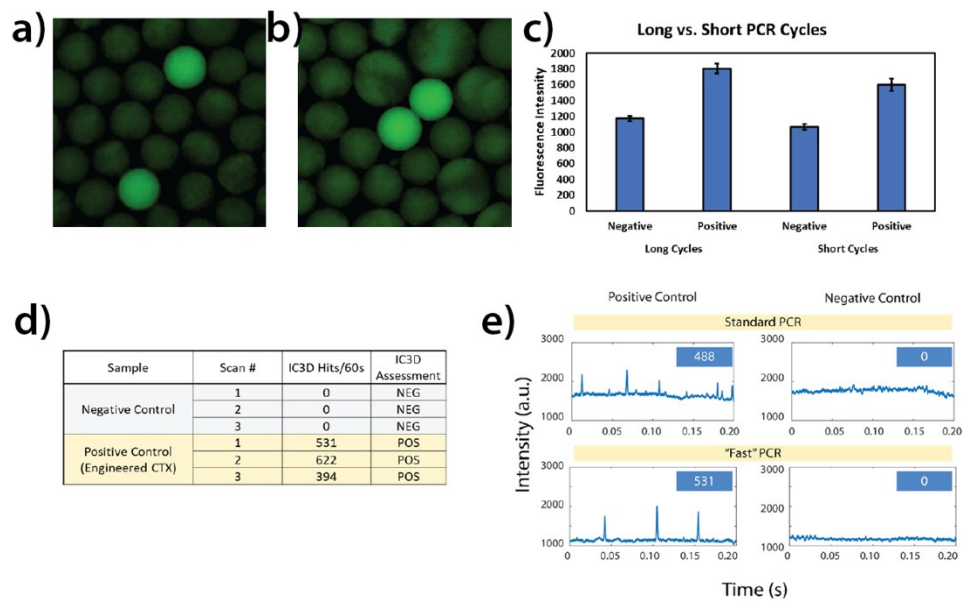 a)
b)
c)
Long vs. Short PCR Cycles
Fluorescence Intesnity
2000
1800
1600
1400
1200
1000
800
600
400
200
0
Negative Positive Negative Positive
Long Cycles Short Cycles
d)
Sample Scan # IC3D Hits/60s IC3D Assessment
Negative Control
1 0 NEG
2 0 NEG
3 0 NEG
Positive Control
(Engineered CTX)
1 531 POS
2 622 POS
3 394 POS
e)
Positive Control Negative Control
Standard PCR
3000 488 3000 0
2000 2000
1000 1000
0 0.05 0.10 0.15 0.20 0 0.05 0.10 0.15 0.20
"Fast" PCR
3000 531 3000 0
2000 2000
1000 1000
0 0.05 0.10 0.15 0.20 0 0.05 0.10 0.15 0.20
Intensity (a.u.)
Time (s)